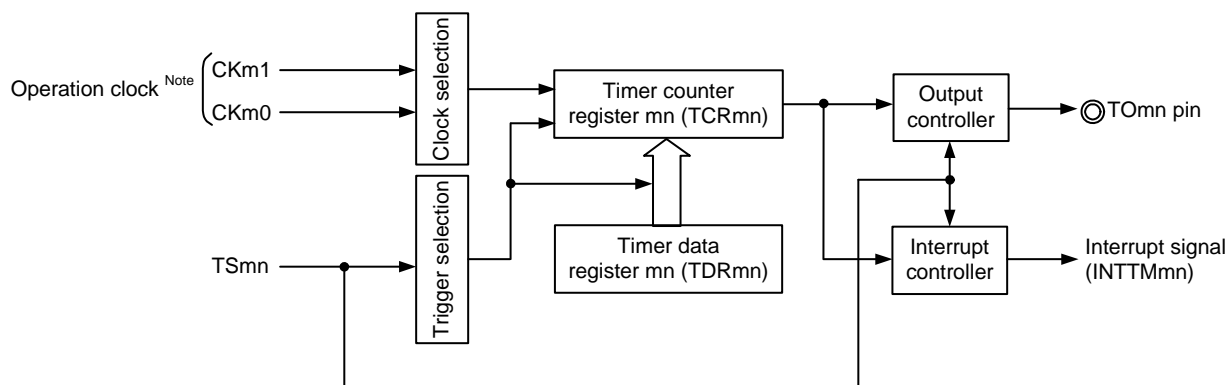 Operation clock Note
CKm1
CKm0
Clock selection
Timer counter
register mn (TCRmn)
Output
controller
TOmn pin
TSmn
Trigger selection
Timer data
register mn (TDRmn)
Interrupt
controller
Interrupt signal
(INTTMmn)